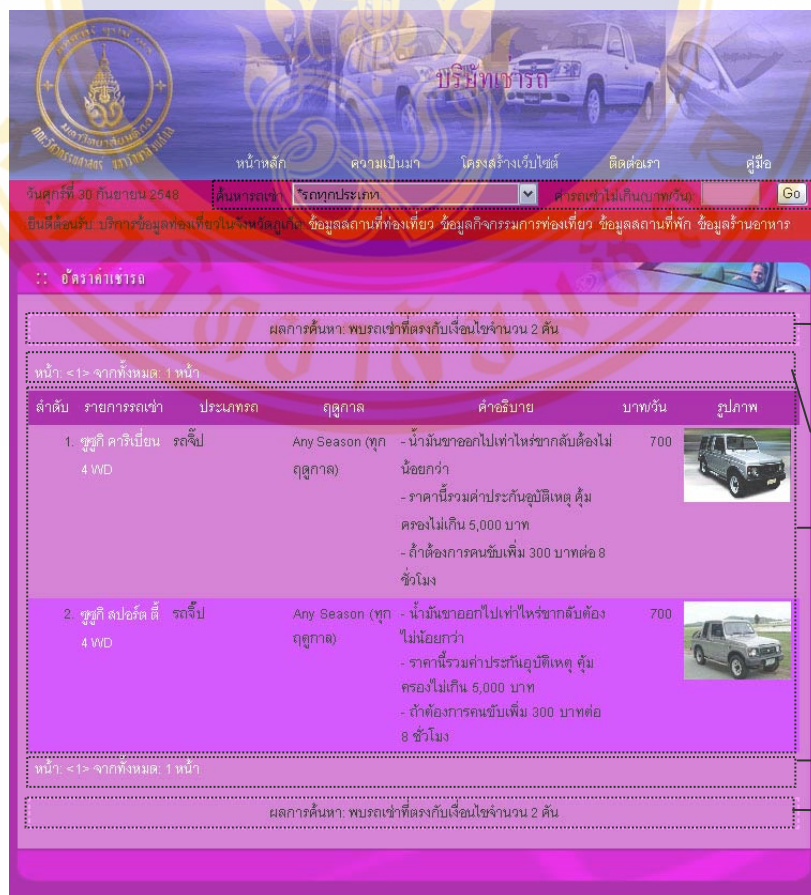 บริษัทเช่ารถ
หน้าหลัก ความเป็นมา โครงสร้างเว็บไซต์ ติดต่อเรา คู่มือ
วันศุกร์ที่ 30 กันยายน 2548 ค้นหารถเช่า: *รถทุกประเภท ค่ารถเช่าไม่เกิน(บาท/วัน): Go
ยินดีต้อนรับ..บริการข้อมูลท่องเที่ยวในจังหวัดภูเก็ต ข้อมูลสถานที่ท่องเที่ยว ข้อมูลกิจกรรมการท่องเที่ยว ข้อมูลสถานที่พัก ข้อมูลร้านอาหาร
:: อัตราค่าเช่ารถ
ผลการค้นหา: พบรถเช่าที่ตรงกับเงื่อนไขจำนวน 2 คัน
หน้า: <1> จากทั้งหมด: 1 หน้า
ลำดับ รายการรถเช่า ประเภทรถ ฤดูกาล คำอธิบาย บาท/วัน รูปภาพ
1. ซูซูกิ คาริเบี่ยน รถจิ๊ป Any Season (ทุก - น้ำมันขาออกไปเท่าไหร่ขากลับต้องไม่ 700
4 WD ฤดูกาล) น้อยกว่า
- ราคานี้รวมค่าประกันอุบัติเหตุ คุ้ม
ครองไม่เกิน 5,000 บาท
- ถ้าต้องการคนขับเพิ่ม 300 บาทต่อ 8
ชั่วโมง
2. ซูซูกิ สปอร์ต ตี้ รถจิ๊ป Any Season (ทุก - น้ำมันขาออกไปเท่าไหร่ขากลับต้อง 700
4 WD ฤดูกาล) ไม่น้อยกว่า
- ราคานี้รวมค่าประกันอุบัติเหตุ คุ้ม
ครองไม่เกิน 5,000 บาท
- ถ้าต้องการคนขับเพิ่ม 300 บาทต่อ
8 ชั่วโมง
หน้า: <1> จากทั้งหมด: 1 หน้า
ผลการค้นหา: พบรถเช่าที่ตรงกับเงื่อนไขจำนวน 2 คัน